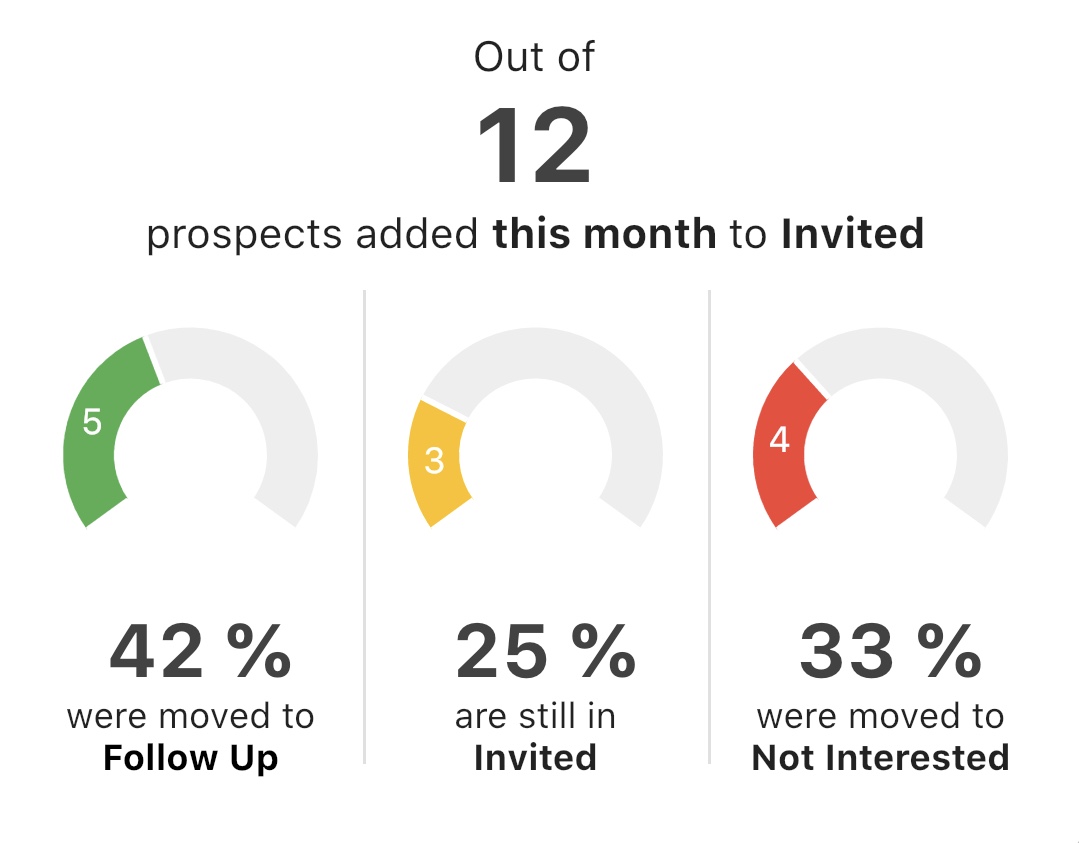 Out of
12
prospects added this month to Invited
5
3
4
42 %
were moved to
Follow Up
25 %
are still in
Invited
33 %
were moved to
Not Interested